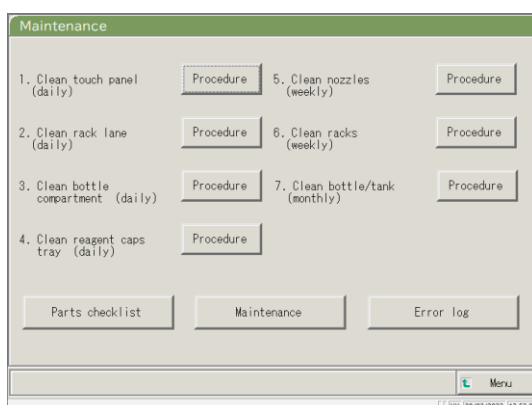 Maintenance
1. Clean touch panel
(daily)
Procedure
2. Clean rack lane
(daily)
Procedure
3. Clean bottle
compartment (daily)
Procedure
4. Clean reagent caps
tray (daily)
Procedure
5. Clean nozzles
(weekly)
Procedure
6. Clean racks
(weekly)
Procedure
7. Clean bottle/tank
(monthly)
Procedure
Parts checklist
Maintenance
Error log
Menu